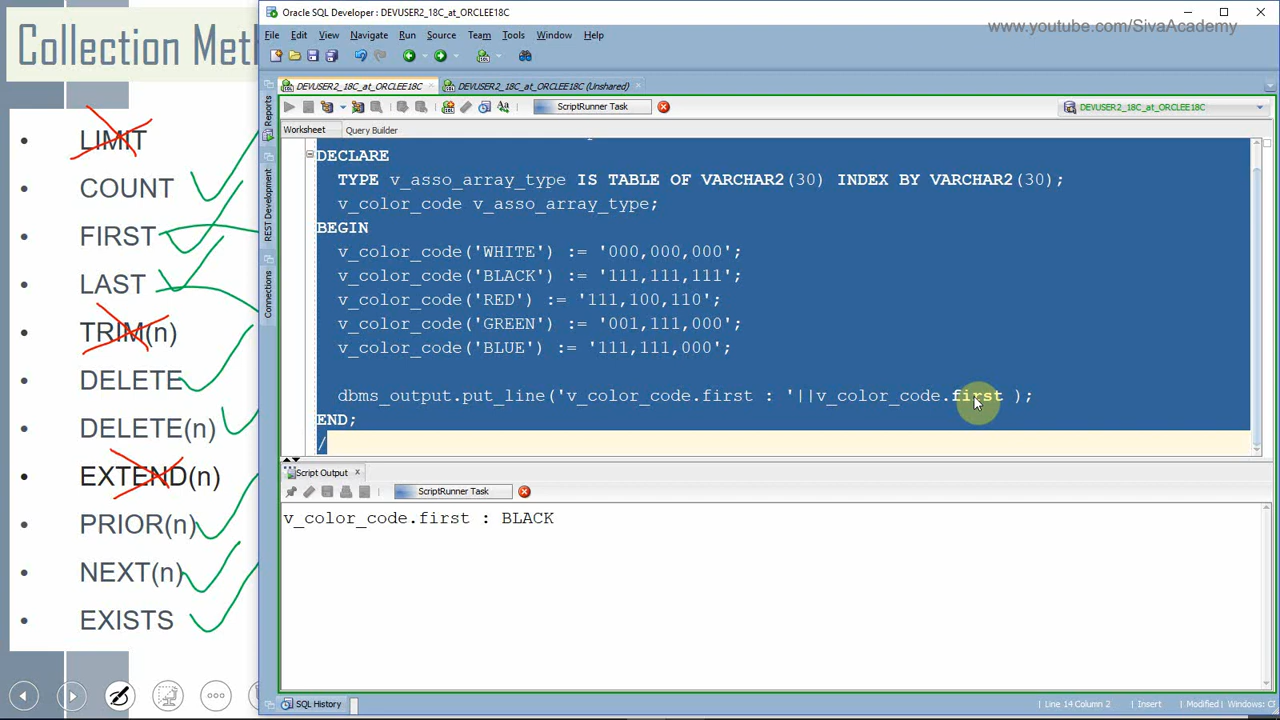 Collection Met
• LIMIT
• COUNT
• FIRST
• LAST
• TRIM(n)
• DELETE
• DELETE(n)
• EXTEND(n)
• PRIOR(n)
• NEXT(n)
• EXISTS
Oracle SQL Developer : DEVUSER2_18C_at_ORCLEE18C
www.youtube.com/SivaAcademy
File Edit View Navigate Run Source Team Tools Window Help
DEVUSER2_18C_at_ORCLEE18C
DEVUSER2_18C_at_ORCLEE18C (Unshared)
ScriptRunner Task
DEVUSER2_18C_at_ORCLEE18C
Worksheet Query Builder
Reports
REST Development
Connections
DECLARE
TYPE v_asso_array_type IS TABLE OF VARCHAR2(30) INDEX BY VARCHAR2(30);
v_color_code v_asso_array_type;
BEGIN
v_color_code('WHITE') := '000,000,000';
v_color_code('BLACK') := '111,111,111';
v_color_code('RED') := '111,100,110';
v_color_code('GREEN') := '001,111,000';
v_color_code('BLUE') := '111,111,000';
dbms_output.put_line('v_color_code.first : '||v_color_code.first );
END;
/
Script Output
ScriptRunner Task
v_color_code.first : BLACK
SQL History
Line 14 Column 2 Insert Modified Windows: